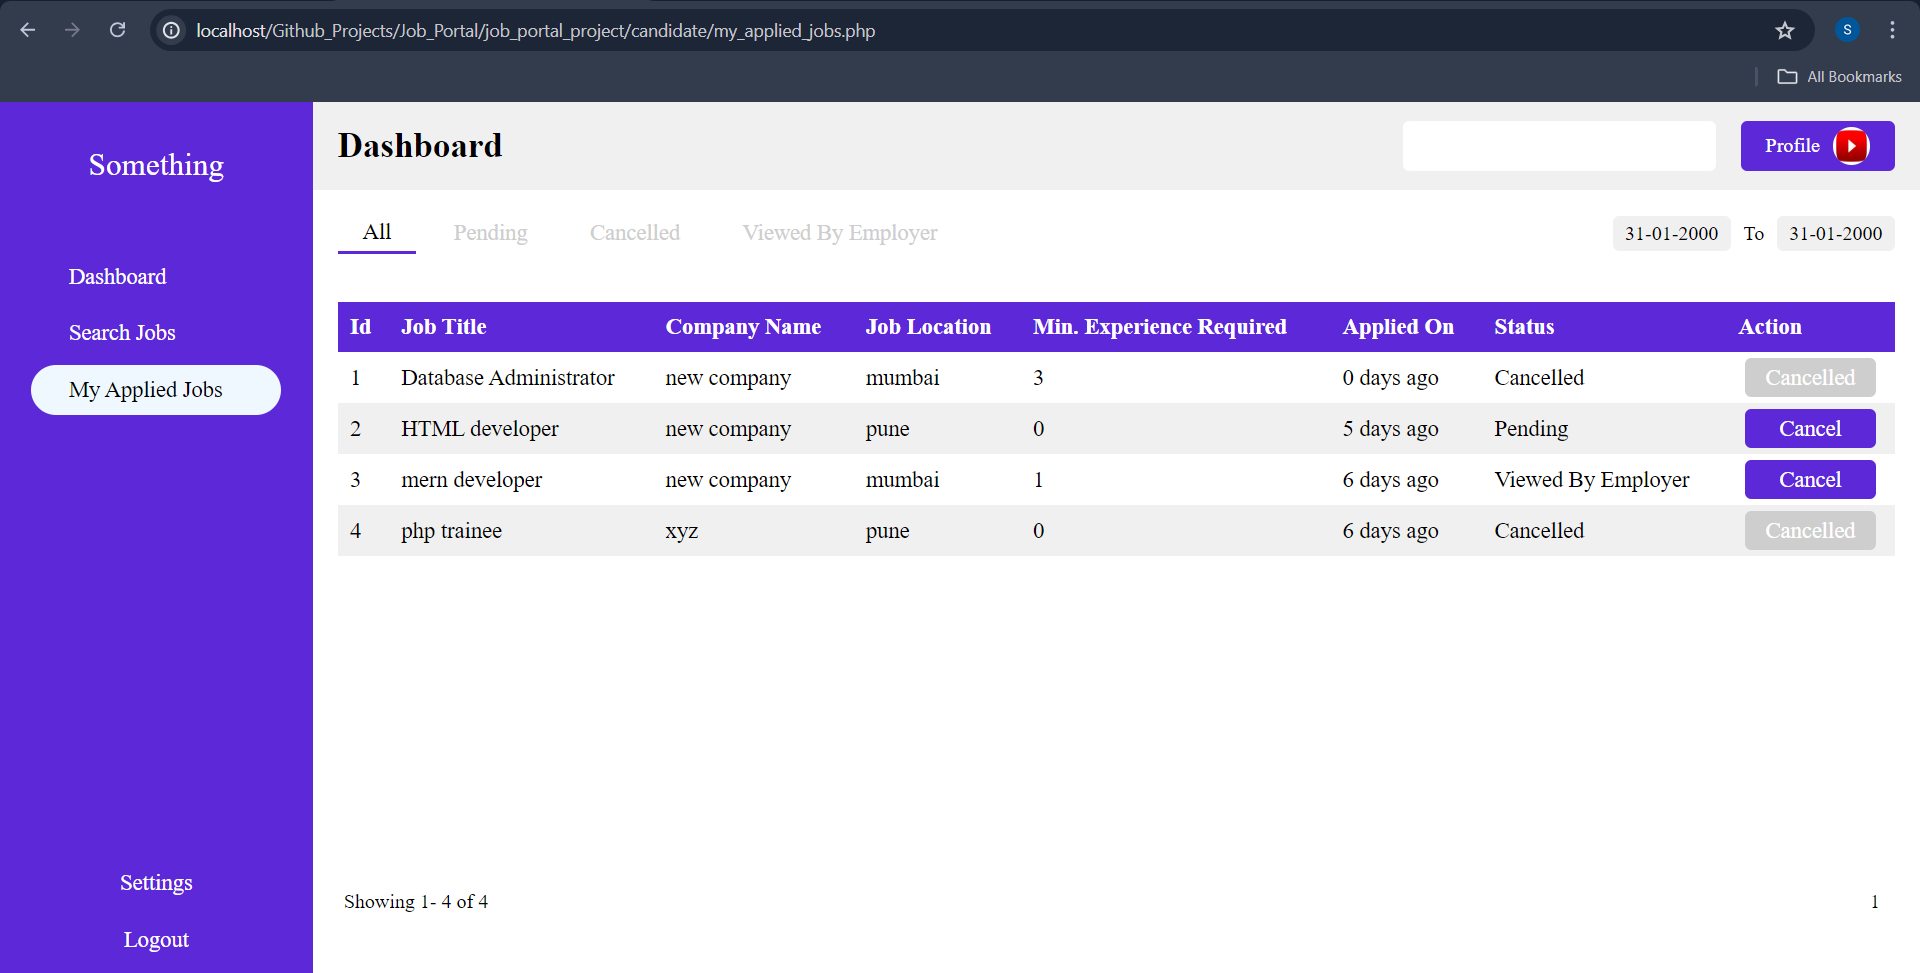 localhost/Github_Projects/Job_Portal/job_portal_project/candidate/my_applied_jobs.php
S
All Bookmarks
Something
Dashboard
Search Jobs
My Applied Jobs
Settings
Logout
Dashboard
Profile
All Pending Cancelled Viewed By Employer 31-01-2000 To 31-01-2000
Id Job Title Company Name Job Location Min. Experience Required Applied On Status Action
1 Database Administrator new company mumbai 3 0 days ago Cancelled Cancelled
2 HTML developer new company pune 0 5 days ago Pending Cancel
3 mern developer new company mumbai 1 6 days ago Viewed By Employer Cancel
4 php trainee xyz pune 0 6 days ago Cancelled Cancelled
Showing 1- 4 of 4 1